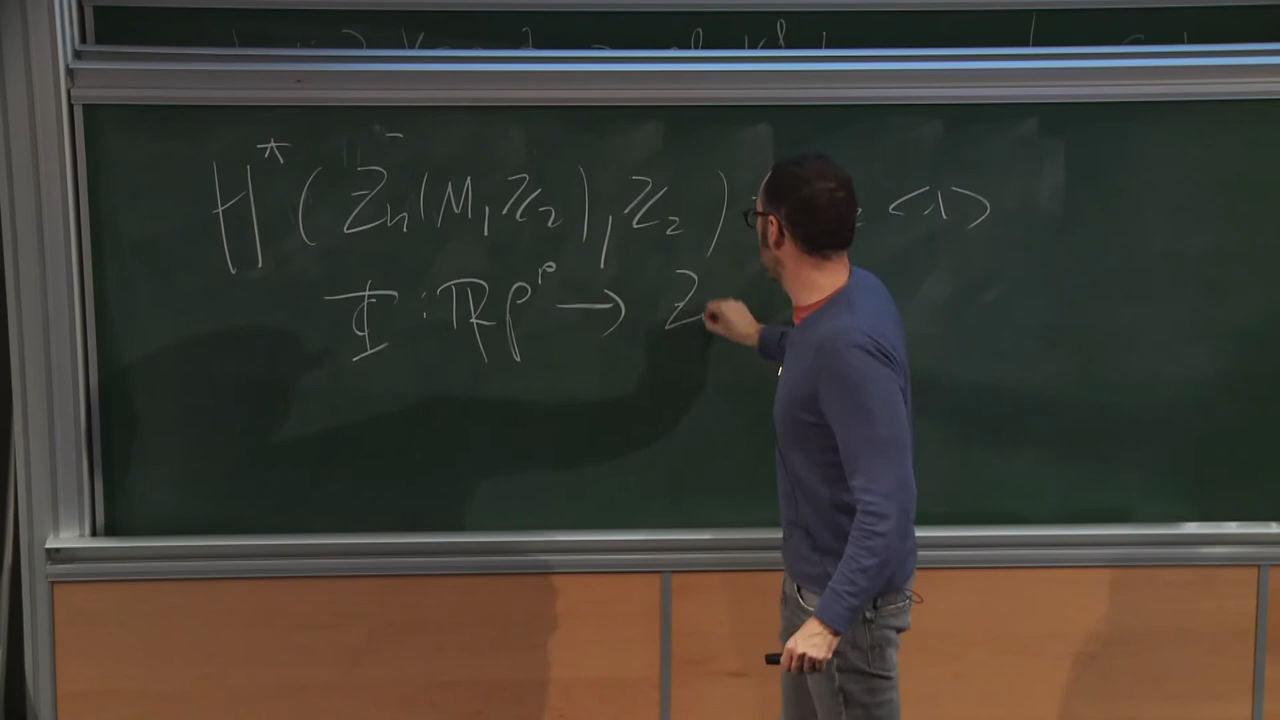 H^*(Z_n(M, ℤ_2), ℤ_2) <λ>
Φ : ℝP^p → Z